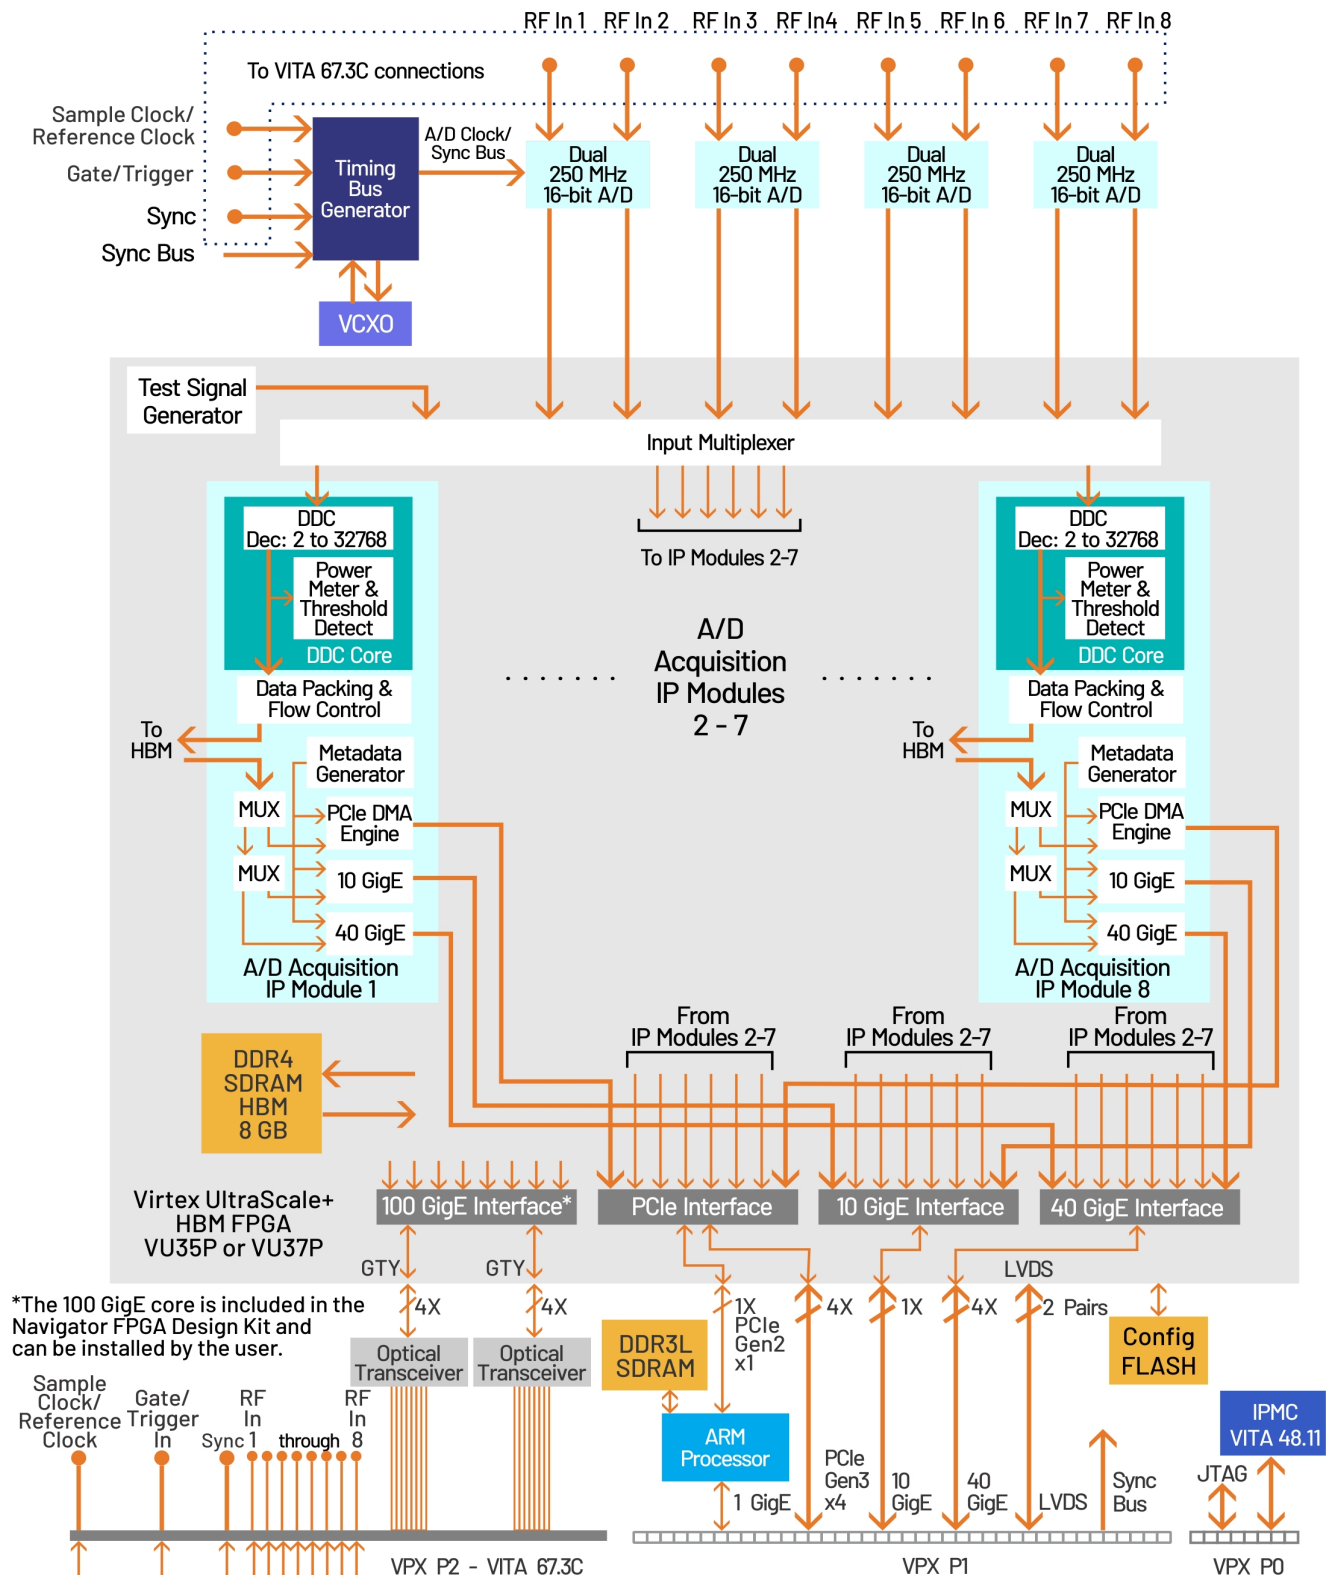 RF In 1 RF In 2 RF In 3 RF In4 RF In 5 RF In 6 RF In 7 RF In 8
To VITA 67.3C connections
Sample Clock/
Reference Clock
Gate/Trigger
Sync
Sync Bus
Timing
Bus
Generator
A/D Clock/
Sync Bus
VCXO
Dual
250 MHz
16-bit A/D
Dual
250 MHz
16-bit A/D
Dual
250 MHz
16-bit A/D
Dual
250 MHz
16-bit A/D
Test Signal
Generator
Input Multiplexer
To IP Modules 2-7
DDC
Dec: 2 to 32768
Power
Meter &
Threshold
Detect
DDC Core
Data Packing &
Flow Control
To
HBM
Metadata
Generator
MUX
PCIe DMA
Engine
MUX
10 GigE
40 GigE
A/D Acquisition
IP Module 1
A/D
Acquisition
IP Modules
2 - 7
DDC
Dec: 2 to 32768
Power
Meter &
Threshold
Detect
DDC Core
Data Packing &
Flow Control
To
HBM
Metadata
Generator
MUX
PCIe DMA
Engine
MUX
10 GigE
40 GigE
A/D Acquisition
IP Module 8
From
IP Modules 2-7
From
IP Modules 2-7
From
IP Modules 2-7
DDR4
SDRAM
HBM
8 GB
Virtex UltraScale+
HBM FPGA
VU35P or VU37P
100 GigE Interface*
PCIe Interface
10 GigE Interface
40 GigE Interface
GTY
GTY
LVDS
*The 100 GigE core is included in the
Navigator FPGA Design Kit and
can be installed by the user.
4X
4X
1X
PCIe
Gen2
x1
4X
1X
4X
2 Pairs
Optical
Transceiver
Optical
Transceiver
DDR3L
SDRAM
Config
FLASH
Sample
Clock/
Reference
Clock
Gate/
Trigger
In
Sync
RF
In
1
through
RF
In
8
ARM
Processor
1 GigE
PCIe
Gen3
x4
10
GigE
40
GigE
LVDS
Sync
Bus
IPMC
VITA 48.11
JTAG
VPX P2 - VITA 67.3C
VPX P1
VPX P0